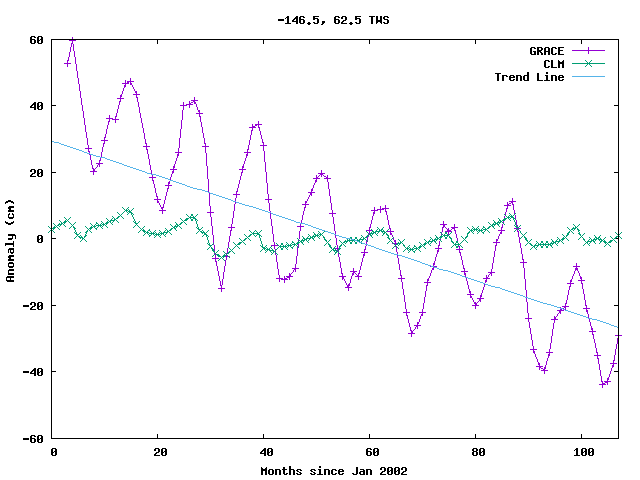 -146.5, 62.5 TWS
GRACE
CLM
Trend Line
60
40
20
0
-20
-40
-60
Anomaly (cm)
0 20 40 60 80 100
Months since Jan 2002